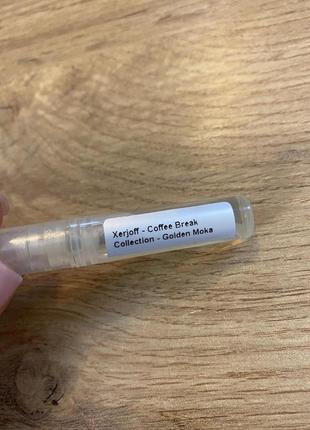 Xerjoff - Coffee Break
Collection - Golden Moka